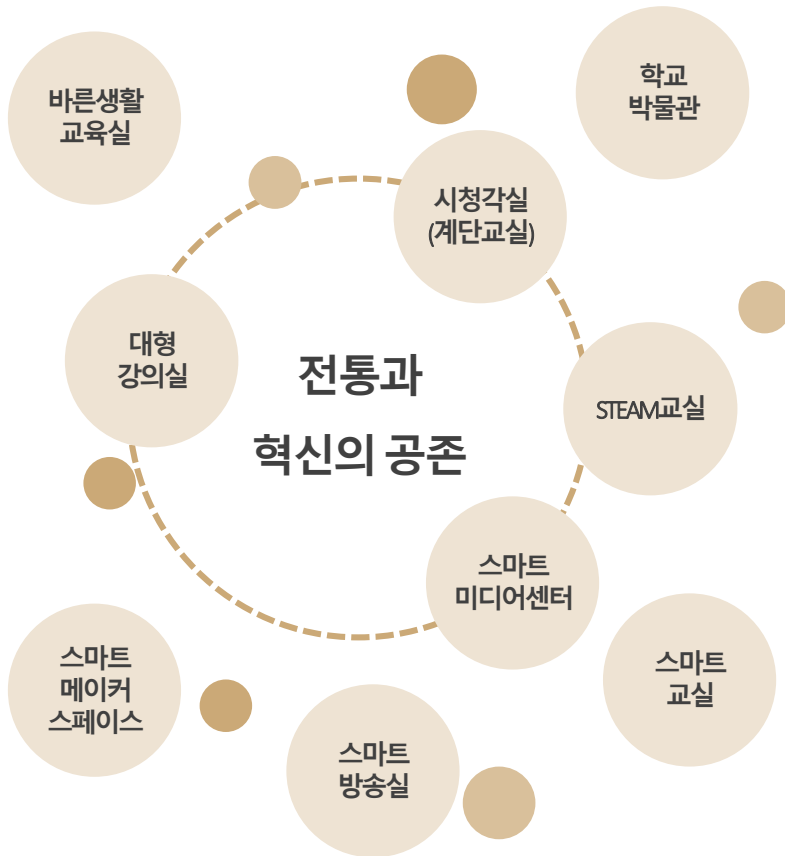 바른생활
교육실
학교
박물관
시청각실
(계단교실)
대형
강의실
전통과
혁신의 공존
STEAM교실
스마트
미디어센터
스마트
메이커
스페이스
스마트
교실
스마트
방송실